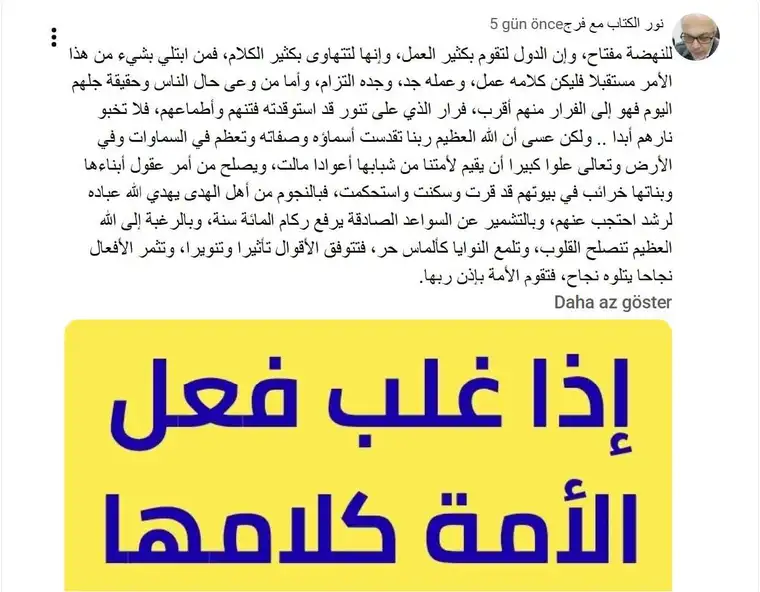 نور الكتاب مع فرج5 gün önce
للنهضة مفتاح، وإن الدول لتقوم بكثير العمل، وإنها لتتهاوى بكثير الكلام، فمن ابتلي بشيء من هذا
الأمر مستقبلا فليكن كلامه عمل، وعمله جد، وجده التزام، وأما من وعى حال الناس وحقيقة جلهم
اليوم فهو إلى الفرار منهم أقرب، فرار الذي على تنور قد استوقدته فتنهم وأطماعهم، فلا تخبو
نارهم أبدا .. ولكن عسى أن الله العظيم ربنا تقدست أسماؤه وصفاته وتعظم في السماوات وفي
الأرض وتعالى علوا كبيرا أن يقيم لأمتنا من شبابها أعوادا مالت، ويصلح من أمر عقول أبناءها
وبناتها خرائب في بيوتهم قد قرت وسكنت واستحكمت، فبالنجوم من أهل الهدى يهدي الله عباده
لرشد احتجب عنهم، وبالتشمير عن السواعد الصادقة يرفع ركام المائة سنة، وبالرغبة إلى الله
العظيم تنصلح القلوب، وتلمع النوايا كألماس حر، فتتوفق الأقوال تأثيرا وتنويرا، وتثمر الأفعال
نجاحا يتلوه نجاح، فتقوم الأمة بإذن ربها.
Daha az göster
إذا غلب فعل
الأمة كلامها